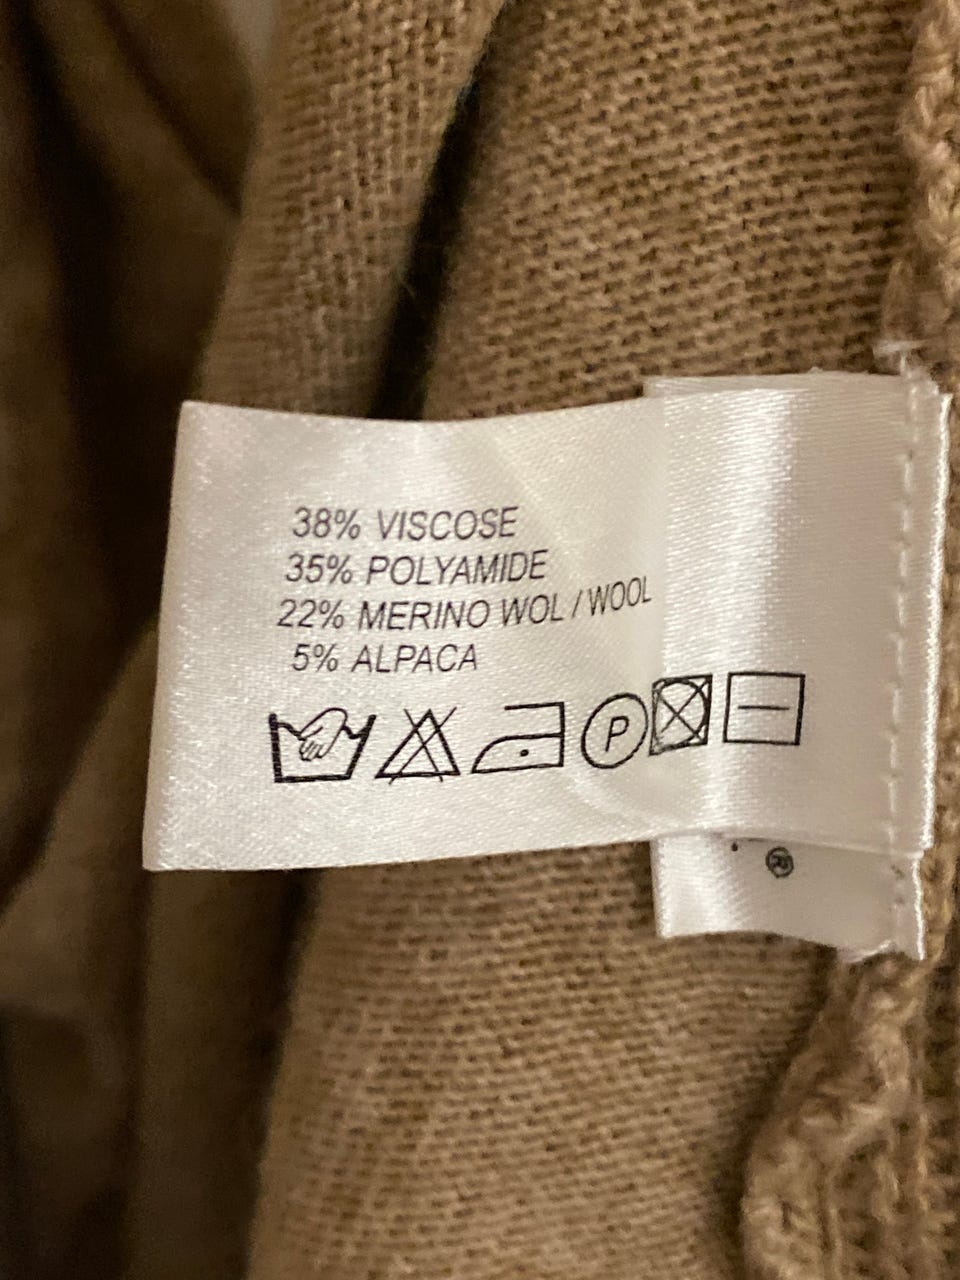 38% VISCOSE
35% POLYAMIDE
22% MERINO WOL / WOOL
5% ALPACA
P
®